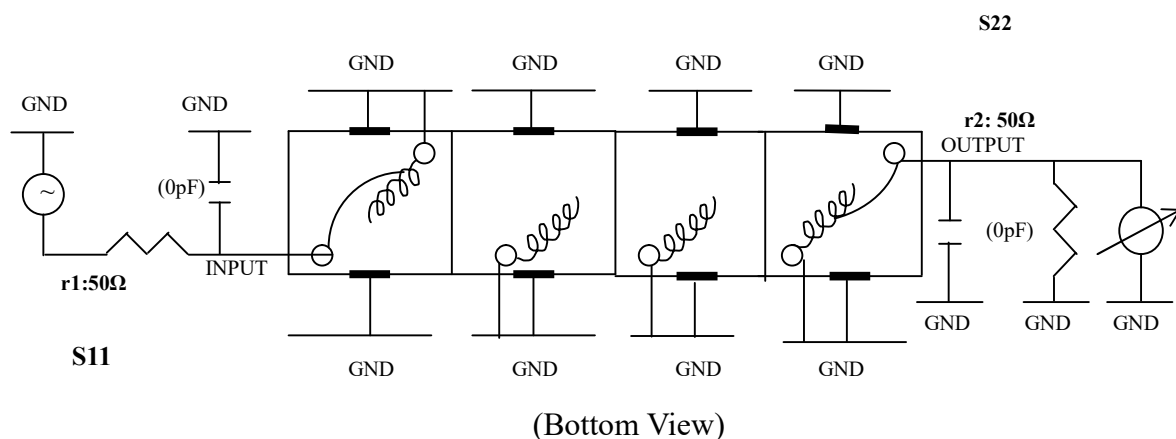 S22
GND GND GND GND
GND GND
r2: 50Ω
OUTPUT
~
(0pF) (0pF)
INPUT
r1:50Ω
GND GND GND
S11
GND GND GND GND
(Bottom View)